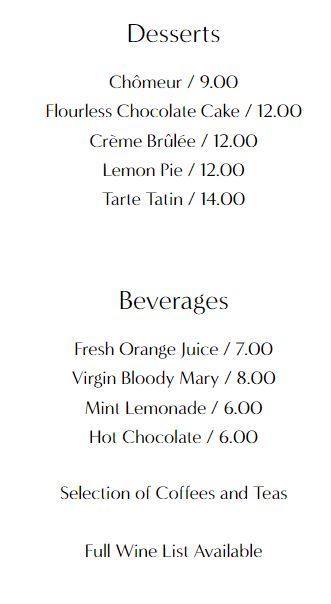 Desserts
Chômeur / 9.00
Flourless Chocolate Cake / 12.00
Crème Brûlée / 12.00
Lemon Pie / 12.00
Tarte Tatin / 14.00
Beverages
Fresh Orange Juice / 7.00
Virgin Bloody Mary / 8.00
Mint Lemonade / 6.00
Hot Chocolate / 6.00
Selection of Coffees and Teas
Full Wine List Available